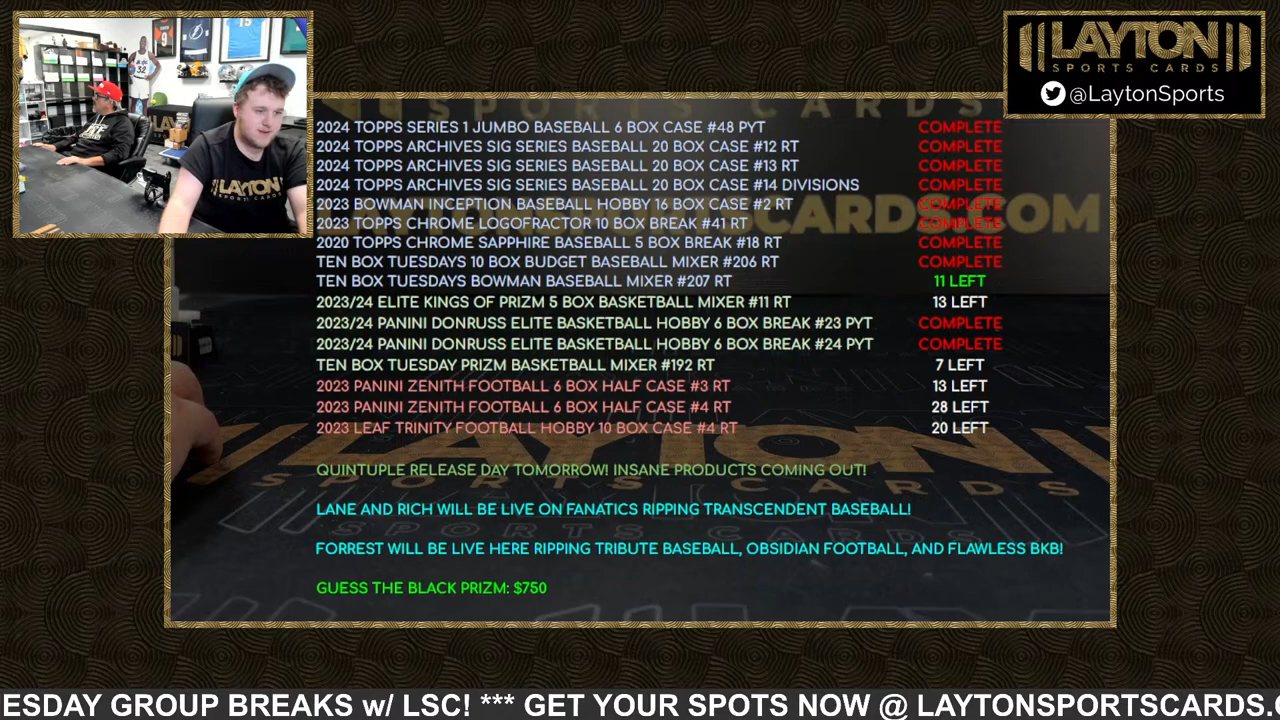 LAYTON
SPORTS CARDS
@LaytonSports
SPORTS CARDS
2024 TOPPS SERIES 1 JUMBO BASEBALL 6 BOX CASE #48 PYT COMPLETE
2024 TOPPS ARCHIVES SIG SERIES BASEBALL 20 BOX CASE #12 RT COMPLETE
2024 TOPPS ARCHIVES SIG SERIES BASEBALL 20 BOX CASE #13 RT COMPLETE
2024 TOPPS ARCHIVES SIG SERIES BASEBALL 20 BOX CASE #14 DIVISIONS COMPLETE
2023 BOWMAN INCEPTION BASEBALL HOBBY 16 BOX CASE #2 RT COMPLETE
2023 TOPPS CHROME LOGOFRACTOR 10 BOX BREAK #41 RT COMPLETE
CARDS.COM
2020 TOPPS CHROME SAPPHIRE BASEBALL 5 BOX BREAK #18 RT COMPLETE
TEN BOX TUESDAYS 10 BOX BUDGET BASEBALL MIXER #206 RT COMPLETE
TEN BOX TUESDAYS BOWMAN BASEBALL MIXER #207 RT 11 LEFT
2023/24 ELITE KINGS OF PRIZM 5 BOX BASKETBALL MIXER #11 RT 13 LEFT
2023/24 PANINI DONRUSS ELITE BASKETBALL HOBBY 6 BOX BREAK #23 PYT COMPLETE
2023/24 PANINI DONRUSS ELITE BASKETBALL HOBBY 6 BOX BREAK #24 PYT COMPLETE
TEN BOX TUESDAY PRIZM BASKETBALL MIXER #192 RT 7 LEFT
2023 PANINI ZENITH FOOTBALL 6 BOX HALF CASE #3 RT 13 LEFT
2023 PANINI ZENITH FOOTBALL 6 BOX HALF CASE #4 RT 28 LEFT
2023 LEAF TRINITY FOOTBALL HOBBY 10 BOX CASE #4 RT 20 LEFT
LAYTON
SPORTS CARDS
QUINTUPLE RELEASE DAY TOMORROW! INSANE PRODUCTS COMING OUT!
LANE AND RICH WILL BE LIVE ON FANATICS RIPPING TRANSCENDENT BASEBALL!
SPORTS CARDS
FORREST WILL BE LIVE HERE RIPPING TRIBUTE BASEBALL, OBSIDIAN FOOTBALL, AND FLAWLESS BKB!
GUESS THE BLACK PRIZM: $750
LAYTON
32
9
ESDAY GROUP BREAKS w/ LSC! *** GET YOUR SPOTS NOW @ LAYTONSPORTSCARDS.C